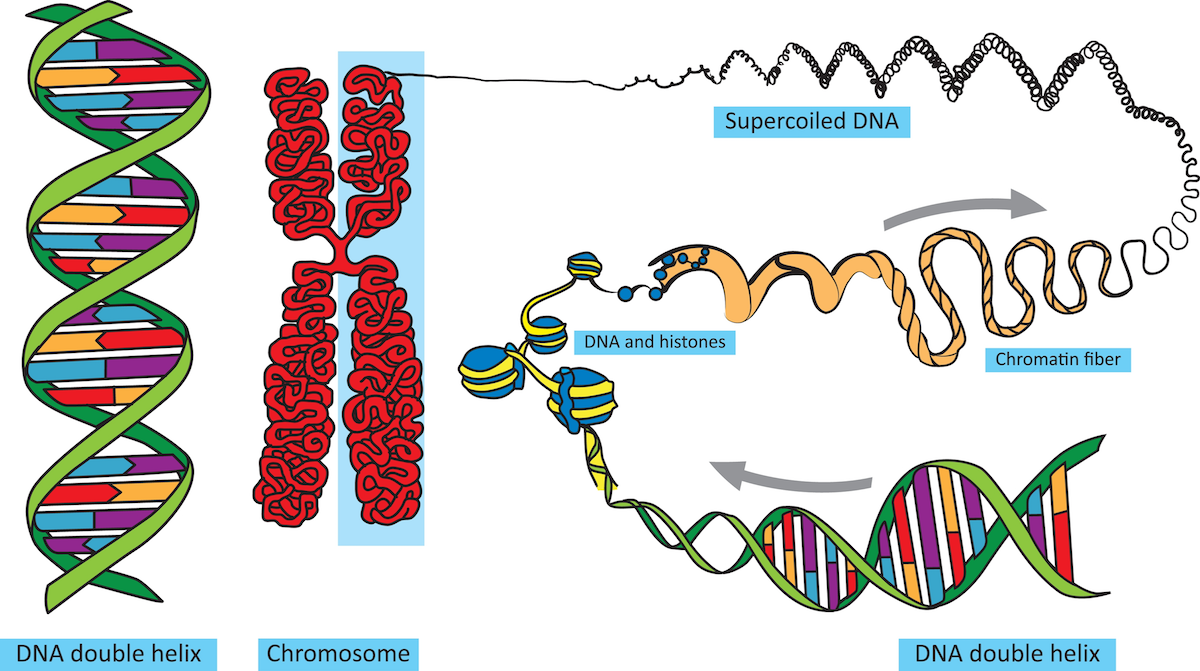 Supercoiled DNA
DNA and histones
Chromatin fiber
DNA double helix
Chromosome
DNA double helix